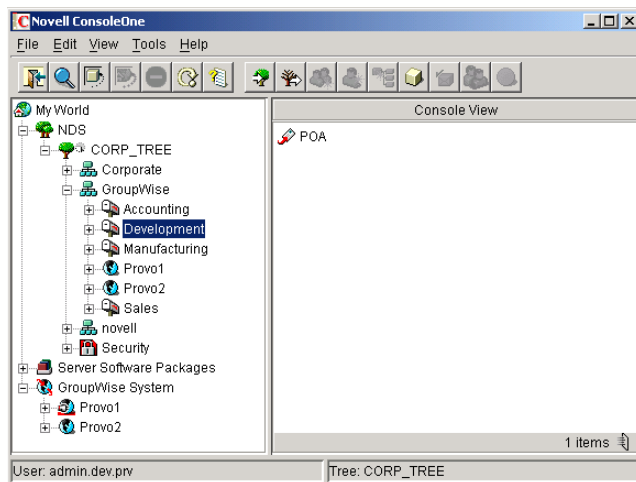 Novell ConsoleOne
File Edit View Tools Help
My World
NDS
CORP_TREE
Corporate
GroupWise
Accounting
Development
Manufacturing
Provo1
Provo2
Sales
novell
Security
Server Software Packages
GroupWise System
Provo1
Provo2
Console View
POA
1 items
User: admin.dev.prv
Tree: CORP_TREE